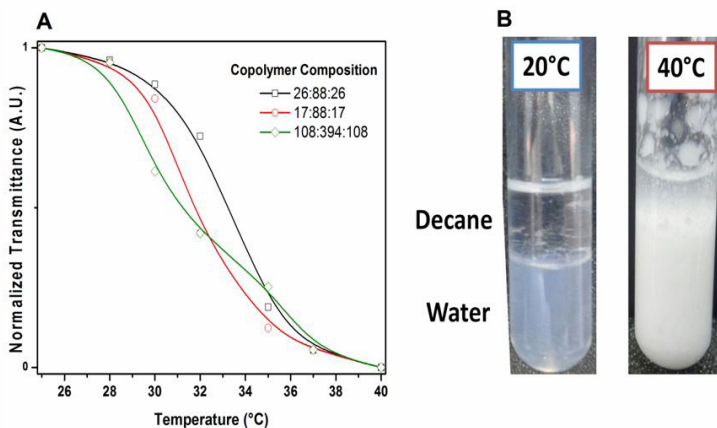 A
Normalized Transmittance (A.U.)
1
0
Copolymer Composition
26:88:26
17:88:17
108:394:108
26 28 30 32 34 36 38 40
Temperature (°C)
B
20°C
40°C
Decane
Water